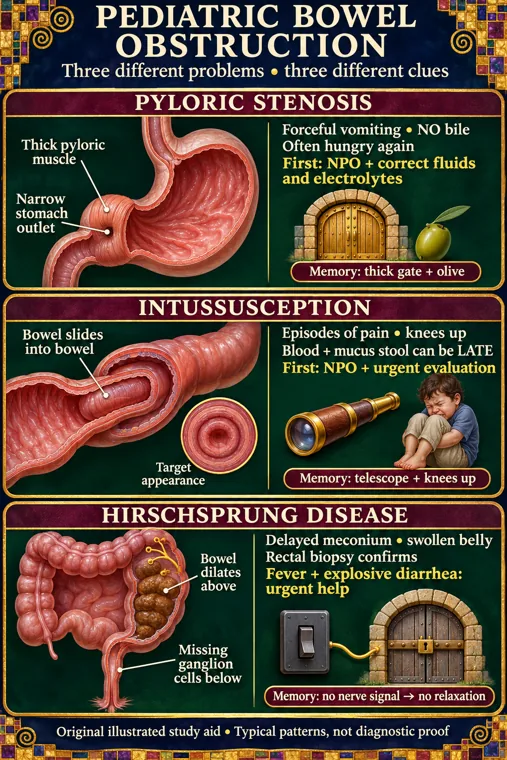 PEDIATRIC BOWEL
OBSTRUCTION
Three different problems • three different clues
PYLORIC STENOSIS
Thick pyloric
muscle
Narrow
stomach
outlet
Forceful vomiting • NO bile
Often hungry again
First: NPO + correct fluids
and electrolytes
Memory: thick gate + olive
INTUSSUSCEPTION
Bowel slides
into bowel
Target
appearance
Episodes of pain • knees up
Blood + mucus stool can be LATE
First: NPO + urgent evaluation
Memory: telescope + knees up
HIRSCHSPRUNG DISEASE
Bowel
dilates
above
Missing
ganglion
cells below
Delayed meconium • swollen belly
Rectal biopsy confirms
Fever + explosive diarrhea:
urgent help
Memory: no nerve signal → no relaxation
Original illustrated study aid • Typical patterns, not diagnostic proof